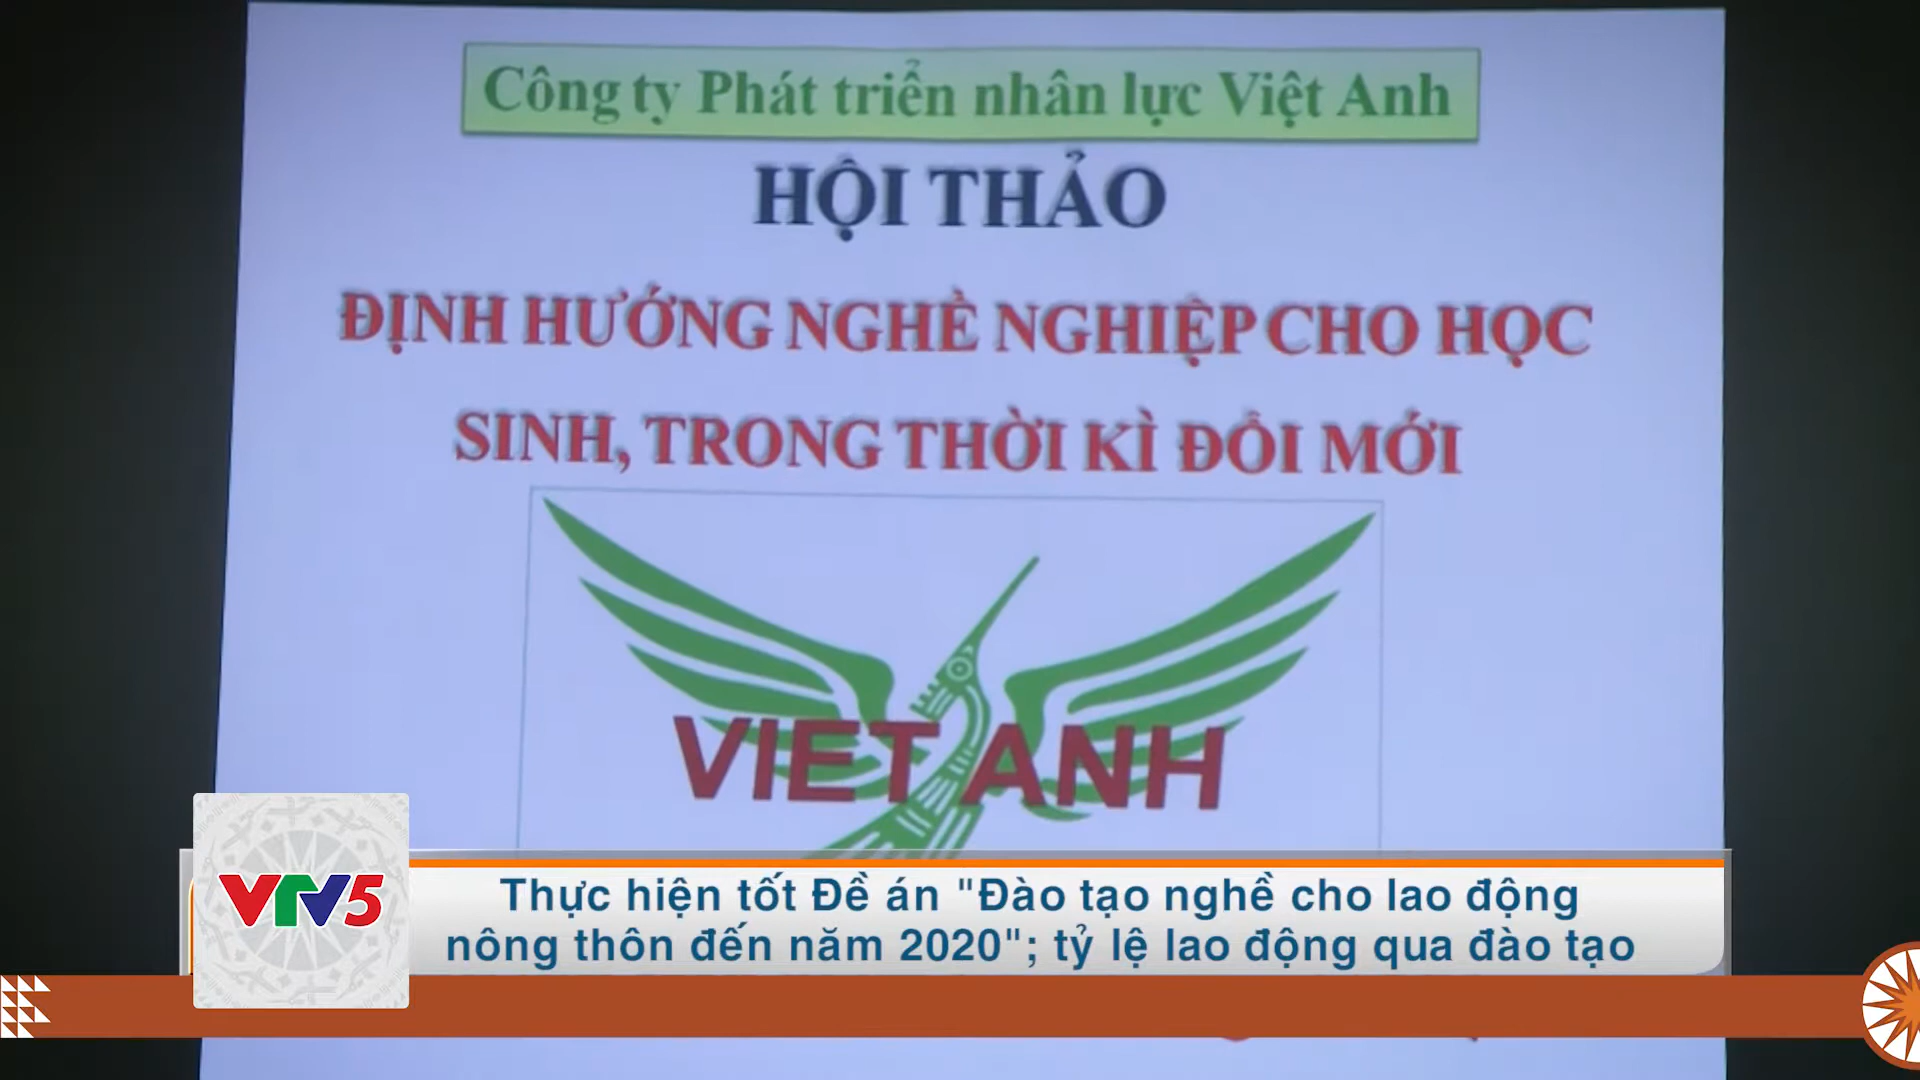 Công ty Phát triển nhân lực Việt Anh
HỘI THẢO
ĐỊNH HƯỚNG NGHỀ NGHIỆP CHO HỌC
SINH, TRONG THỜI KÌ ĐỔI MỚI
VIET ANH
VTV5
Thực hiện tốt Đề án "Đào tạo nghề cho lao động
nông thôn đến năm 2020"; tỷ lệ lao động qua đào tạo